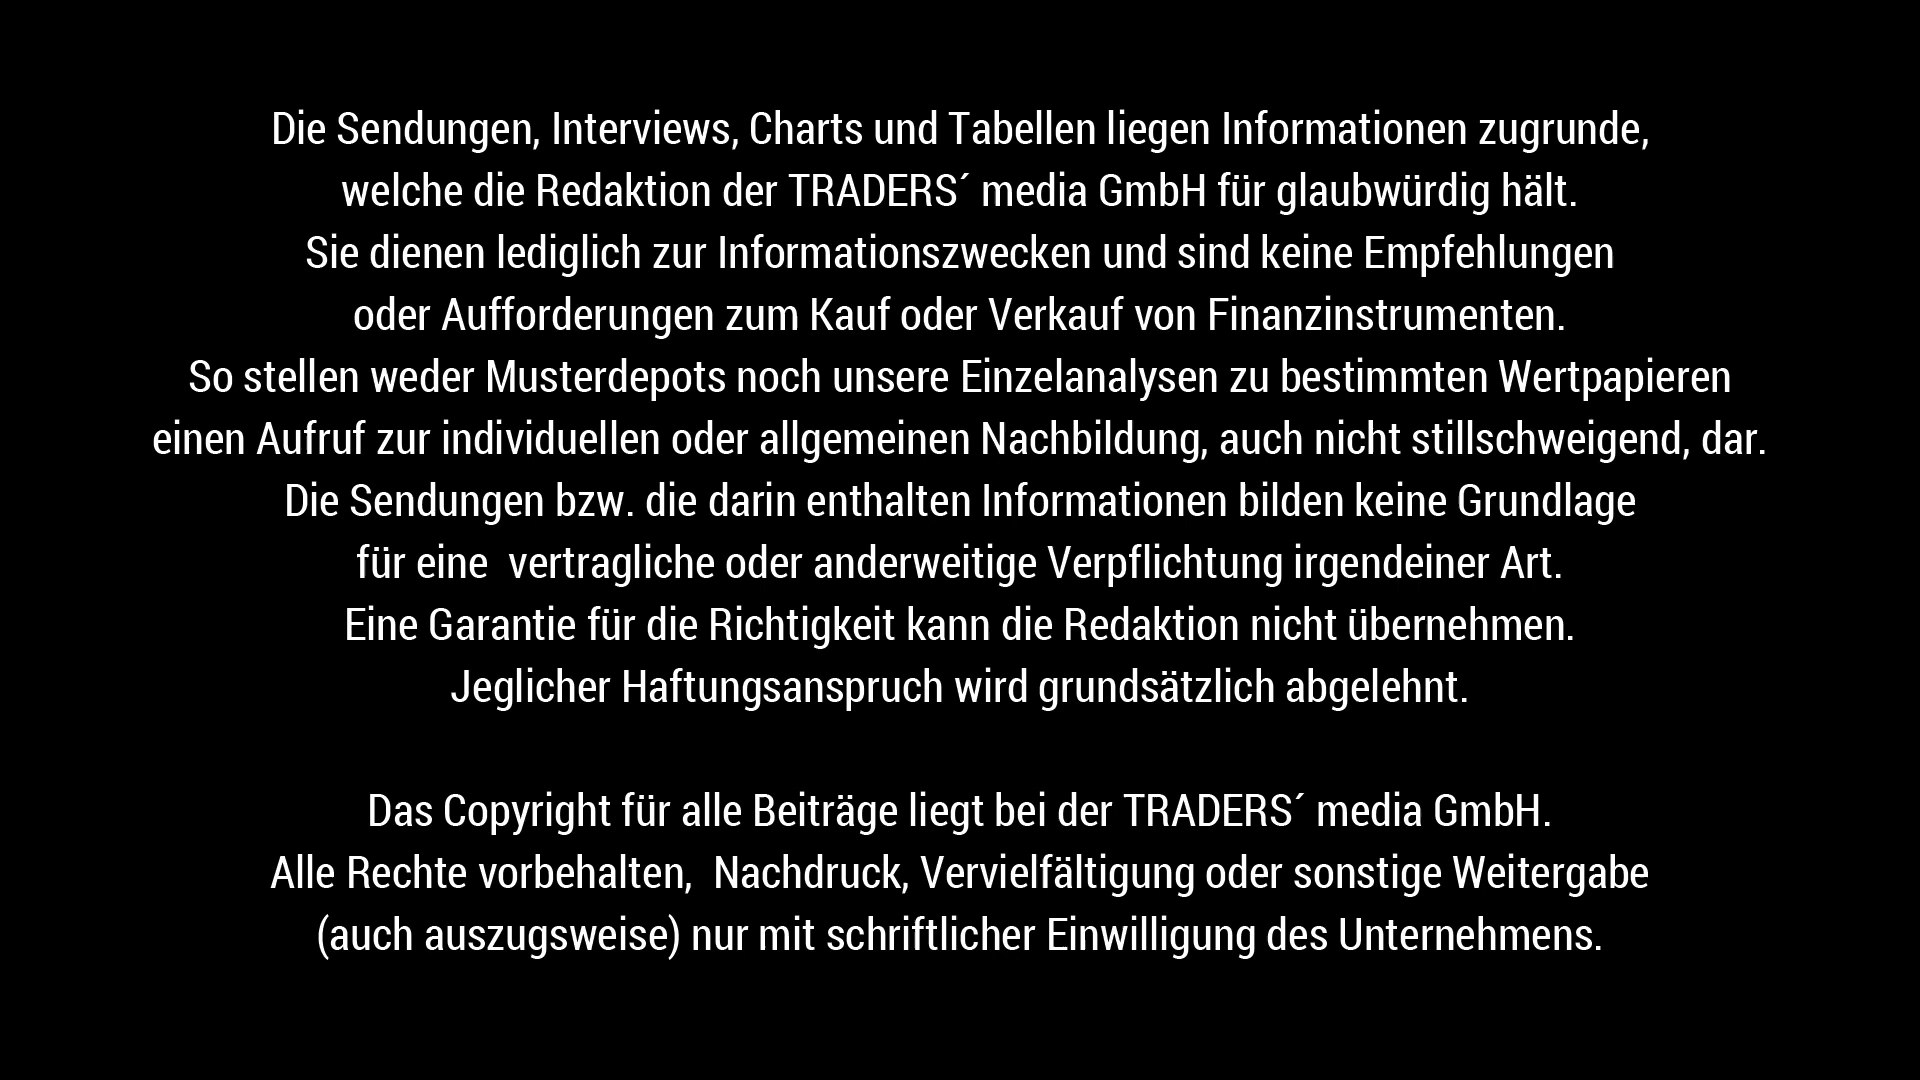 Die Sendungen, Interviews, Charts und Tabellen liegen Informationen zugrunde,
welche die Redaktion der TRADERS´ media GmbH für glaubwürdig hält.
Sie dienen lediglich zur Informationszwecken und sind keine Empfehlungen
oder Aufforderungen zum Kauf oder Verkauf von Finanzinstrumenten.
So stellen weder Musterdepots noch unsere Einzelanalysen zu bestimmten Wertpapieren
einen Aufruf zur individuellen oder allgemeinen Nachbildung, auch nicht stillschweigend, dar.
Die Sendungen bzw. die darin enthalten Informationen bilden keine Grundlage
für eine  vertragliche oder anderweitige Verpflichtung irgendeiner Art.
Eine Garantie für die Richtigkeit kann die Redaktion nicht übernehmen.
Jeglicher Haftungsanspruch wird grundsätzlich abgelehnt.
Das Copyright für alle Beiträge liegt bei der TRADERS´ media GmbH.
Alle Rechte vorbehalten,  Nachdruck, Vervielfältigung oder sonstige Weitergabe
(auch auszugsweise) nur mit schriftlicher Einwilligung des Unternehmens.